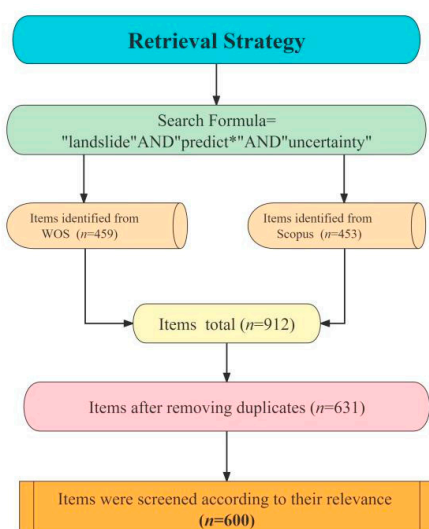 Retrieval Strategy
Search Formula=
"landslide"AND"predict*"AND"uncertainty"
Items identified from
WOS (n=459)
Items identified from
Scopus (n=453)
Items total (n=912)
Items after removing duplicates (n=631)
Items were screened according to their relevance
(n=600)